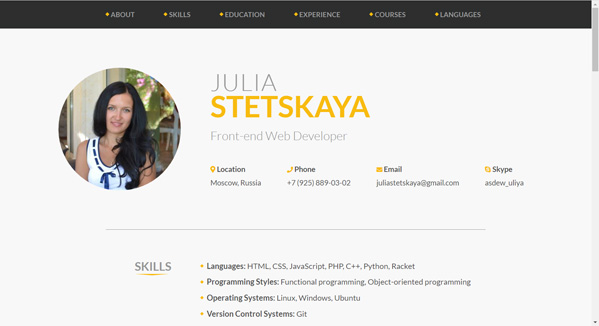 ABOUT SKILLS EDUCATION EXPERIENCE COURSES LANGUAGES
JULIA
STETSKAYA
Front-end Web Developer
Location Phone Email Skype
Moscow, Russia +7 (925) 889-03-02 juliastetskaya@gmail.com asdew_uliya
SKILLS
Languages: HTML, CSS, JavaScript, PHP, C++, Python, Racket
Programming Styles: Functional programming, Object-oriented programming
Operating Systems: Linux, Windows, Ubuntu
Version Control Systems: Git